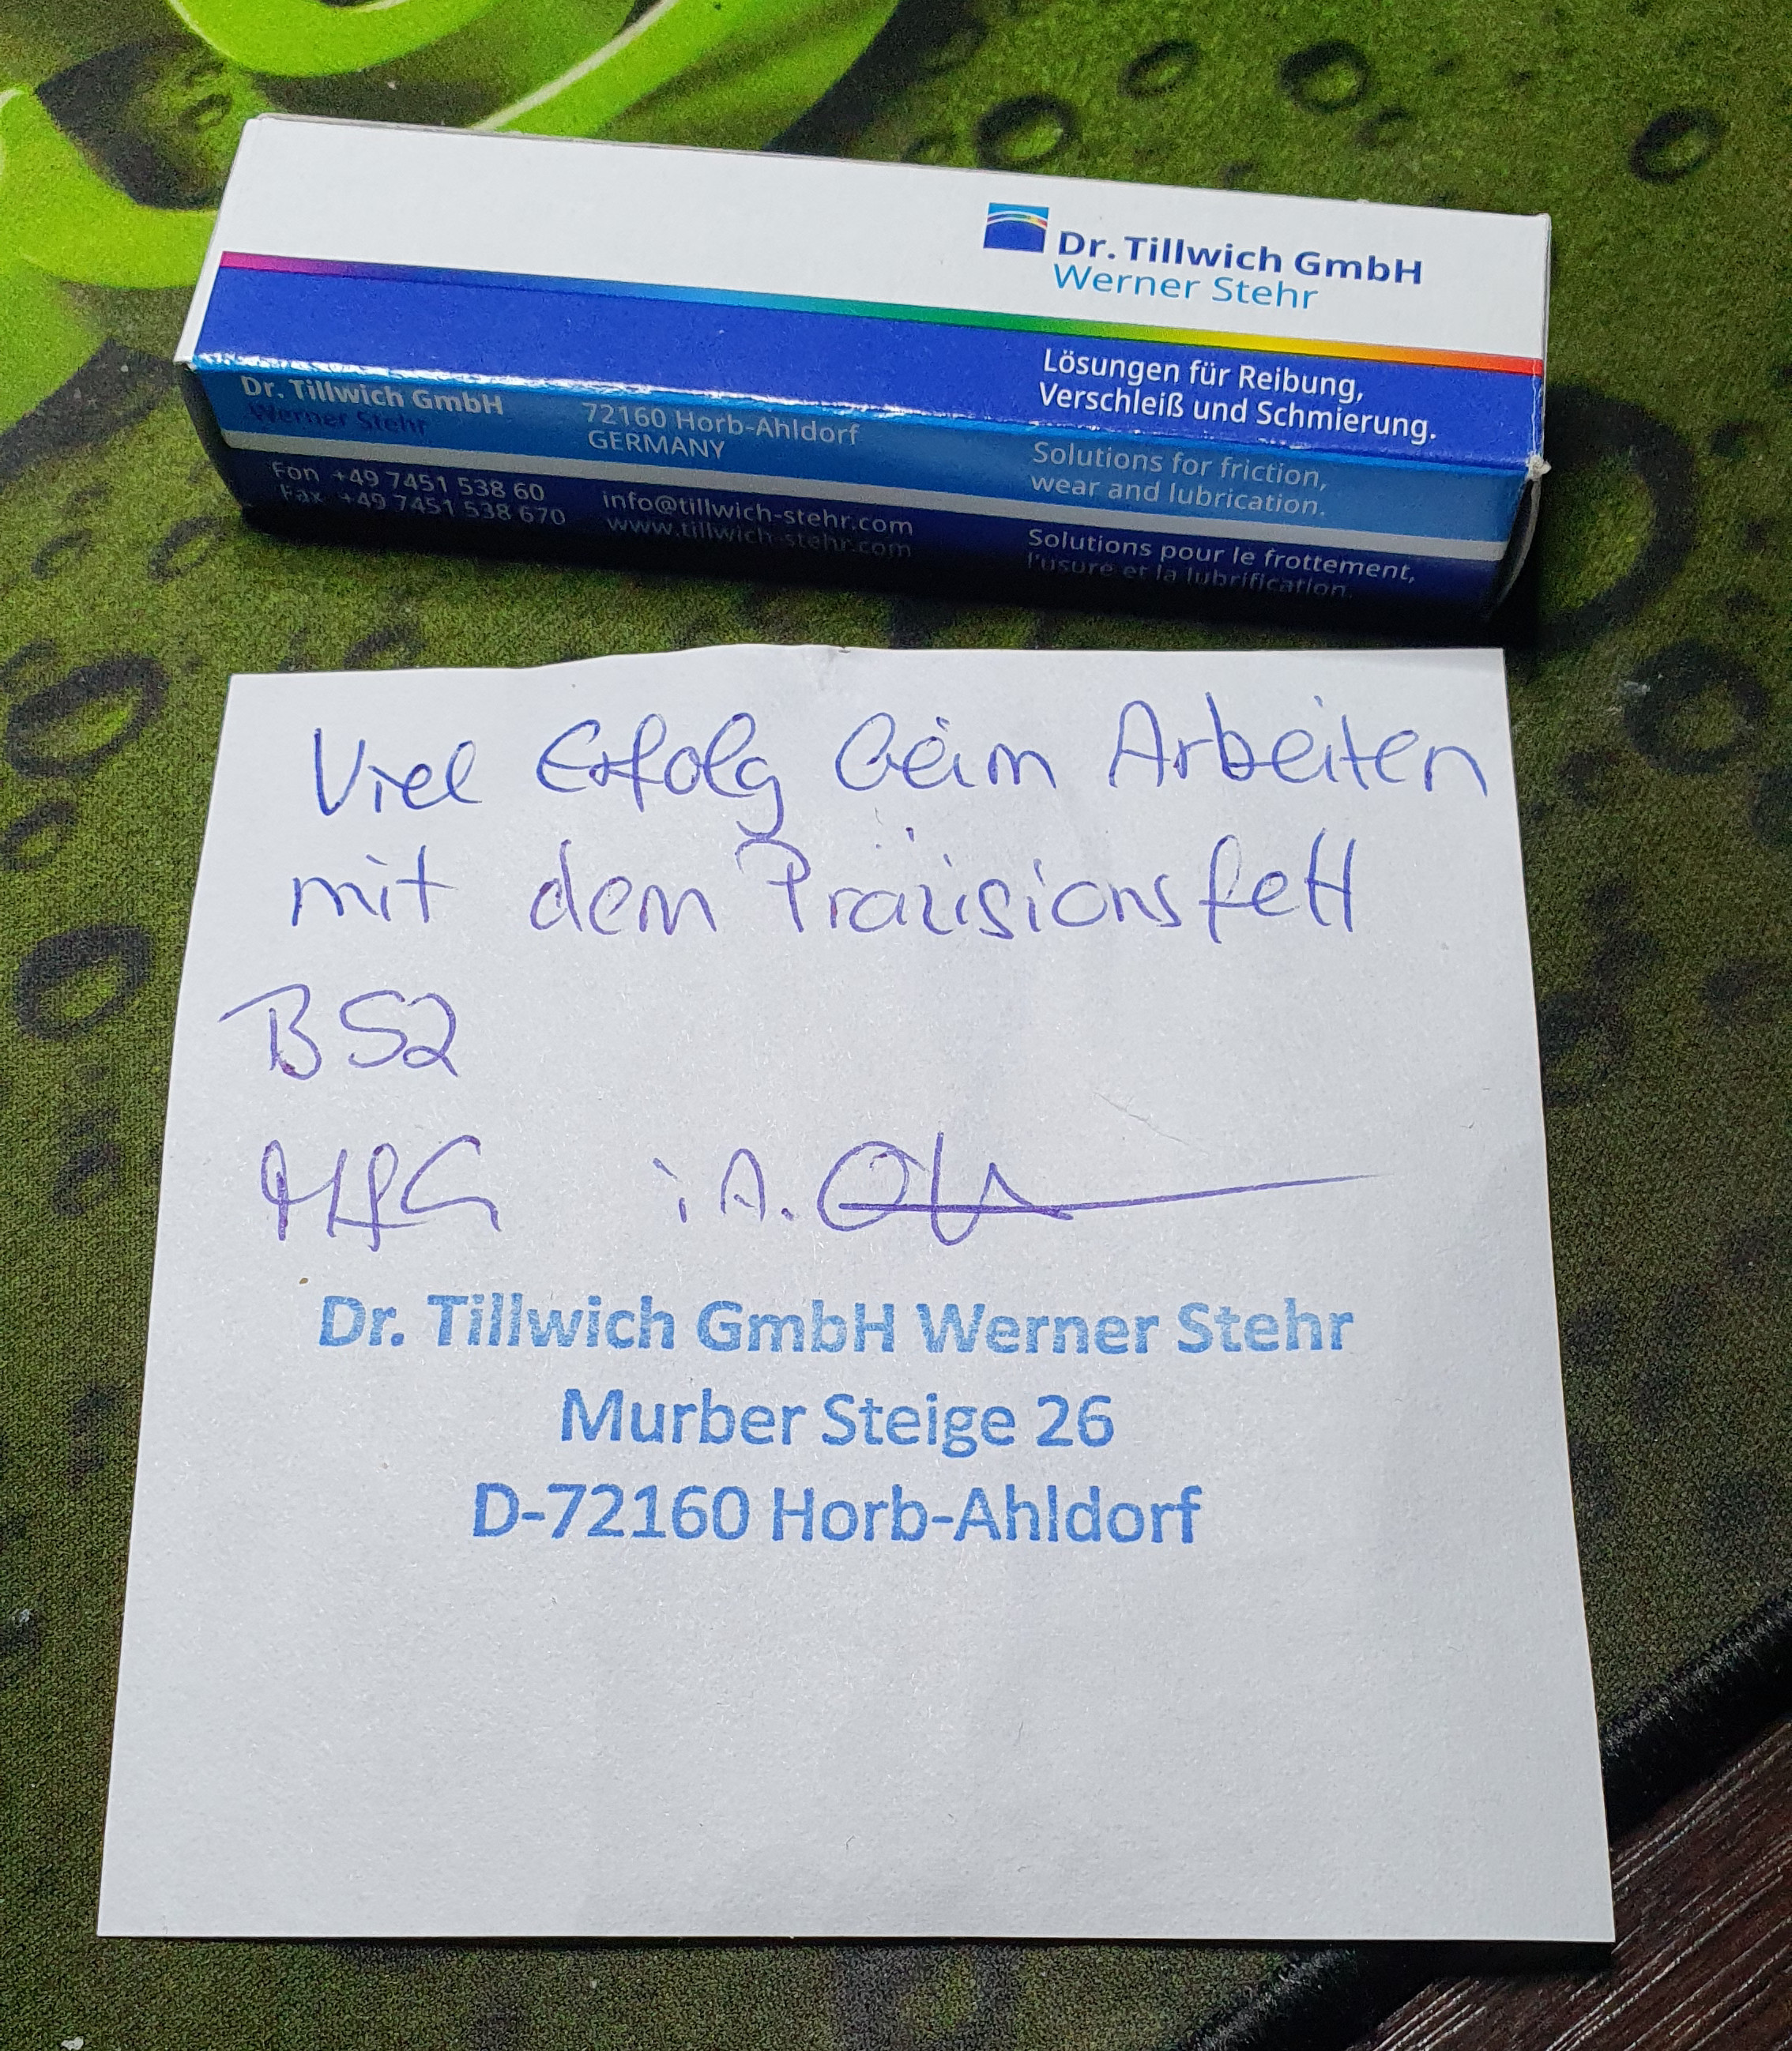 Dr. Tillwich GmbH
Werner Stehr
Lösungen für Reibung,
Verschleiß und Schmierung.
Dr. Tillwich GmbH
Werner Stehr
72160 Horb-Ahldorf
GERMANY
Solutions for friction,
wear and lubrication.
Fon +49 7451 538 60
Fax +49 7451 538 670
info@tillwich-stehr.com
www.tillwich-stehr.com
Solutions pour le frottement,
l'usure et la lubrification.
Viel Erfolg beim Arbeiten
mit dem Präzisionsfett
B52
MfG i.A.
Dr. Tillwich GmbH Werner Stehr
Murber Steige 26
D-72160 Horb-Ahldorf